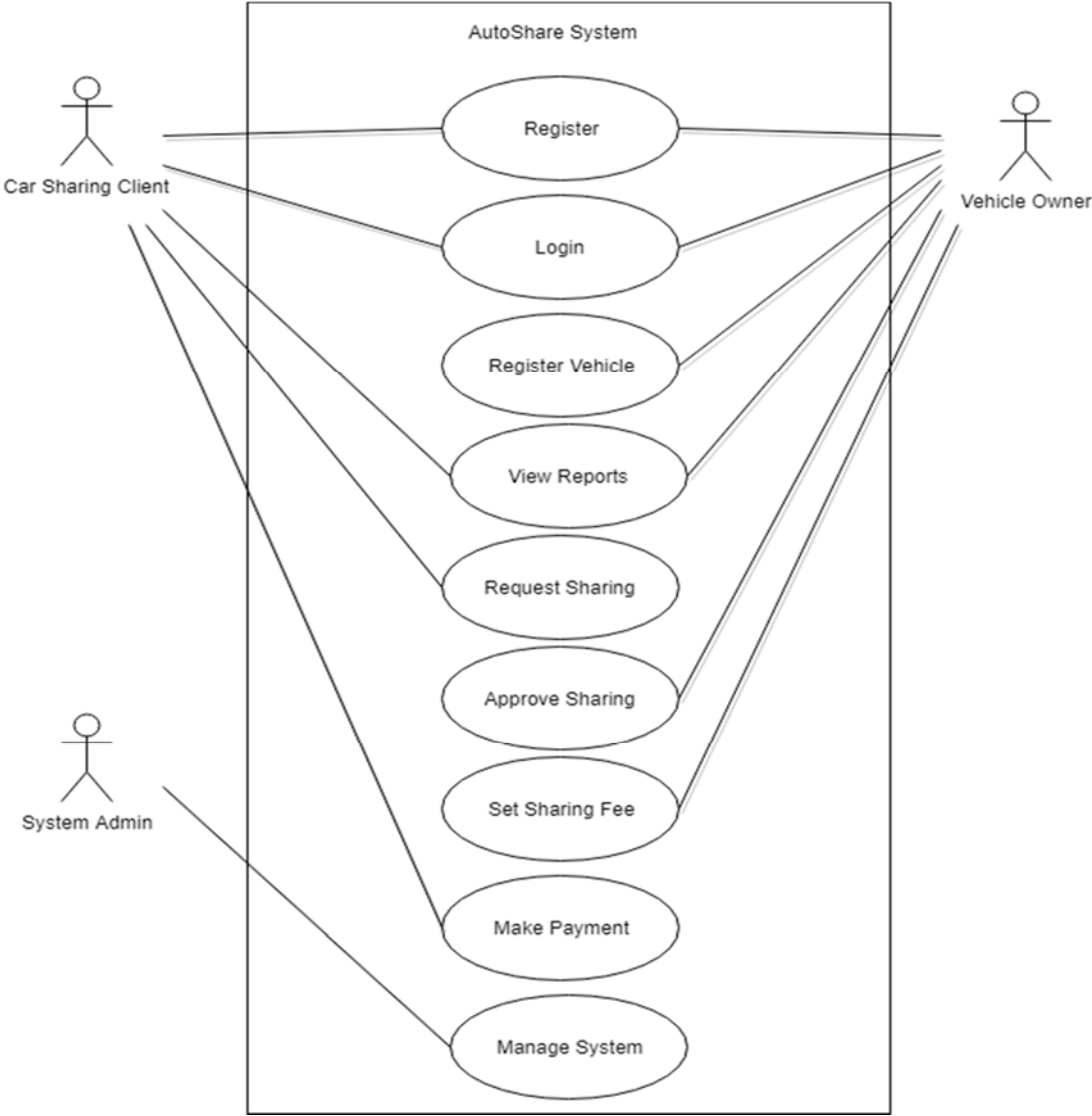 AutoShare System
Register
Car Sharing Client
Vehicle Owner
Login
Register Vehicle
View Reports
Request Sharing
Approve Sharing
Set Sharing Fee
System Admin
Make Payment
Manage System